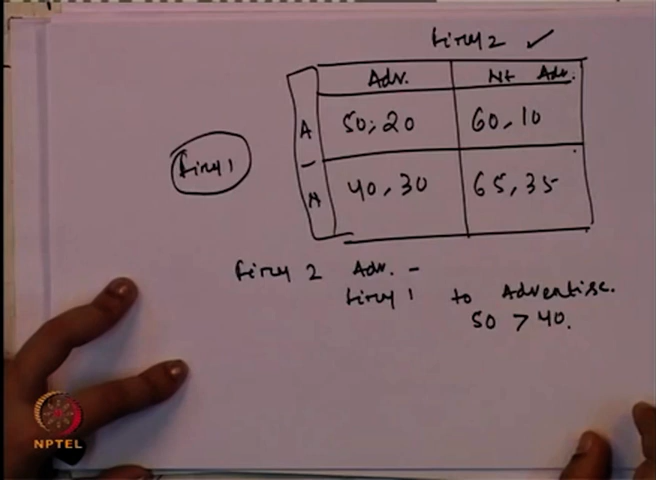 Firm 2 ✓
Adv. Nt Adv.
A 50, 20 60, 10
Firm 1
N 40, 30 65, 35
Firm 2 Adv. -
Firm 1 to Advertise.
50 > 40.
NPTEL